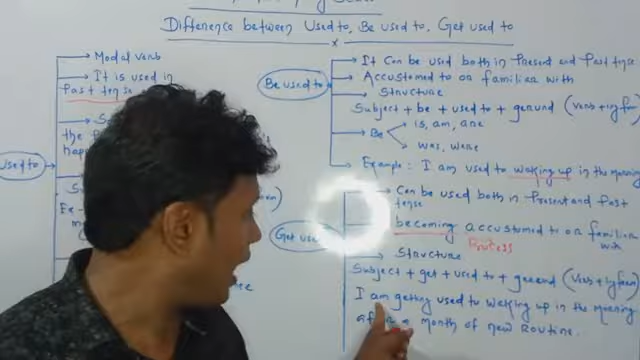 Difference between Used to, Be used to, Get used to
x
Modal verb
It is used in
Past tense
Used to
Be used to
It can be used both in Present and Past tense
Accustomed to or familiar with
Structure
Subject + be + used to + gerund (Verb + ing form)
Be
is, am, are
was, were
Example: I am used to waking up in the morning
Get used
Can be used both in Present and Past
tense
becoming accustomed to or familiar
with
Process
Structure
Subject + get + used to + gerund (Verb + ing form)
I am getting used to waking up in the morning
after a month of new routine.